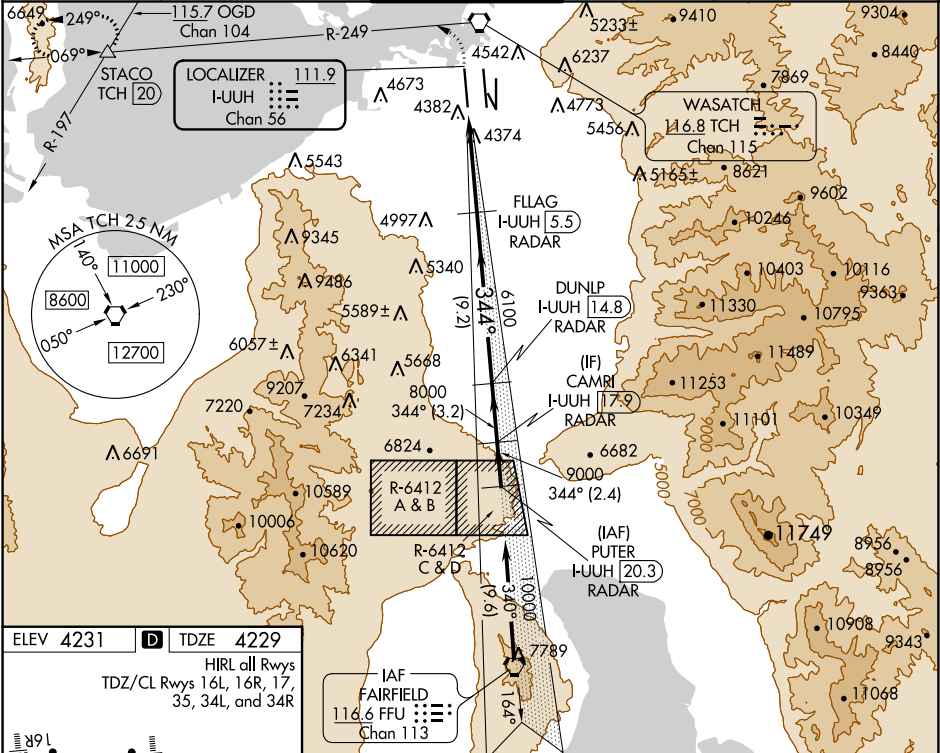 6649
249°
069°
115.7 OGD
Chan 104
R-249
STACO
TCH 20
R-197
LOCALIZER 111.9
I-UUH
Chan 56
4542
5233±
9410
9304
6237
8440
7869
4673
4382
4374
4773
5456
WASATCH
116.8 TCH
Chan 115
5543
5165±
8621
9602
4997
FLLAG
I-UUH 5.5
RADAR
10246
MSA TCH 25 NM
140°
11000
8600
230°
050°
12700
9345
9486
5340
5589±
344°
(9.2)
6100
DUNLP
I-UUH 14.8
RADAR
10403
10116
9363
11330
10795
6057±
6341
5668
11489
9207
7234
7220
8000
344° (3.2)
(IF)
CAMRI
I-UUH 17.9
RADAR
11253
11101
10349
6691
6824
6682
9000
344° (2.4)
7000
5000
R-6412
A & B
R-6412
C & D
10589
10006
10620
(IAF)
PUTER
I-UUH 20.3
RADAR
11749
8956
8956
340°
(9.6)
10000
7789
164°
10908
9343
11068
IAF
FAIRFIELD
116.6 FFU
Chan 113
ELEV 4231
D
TDZE 4229
HIRL all Rwys
TDZ/CL Rwys 16L, 16R, 17,
35, 34L, and 34R
16R